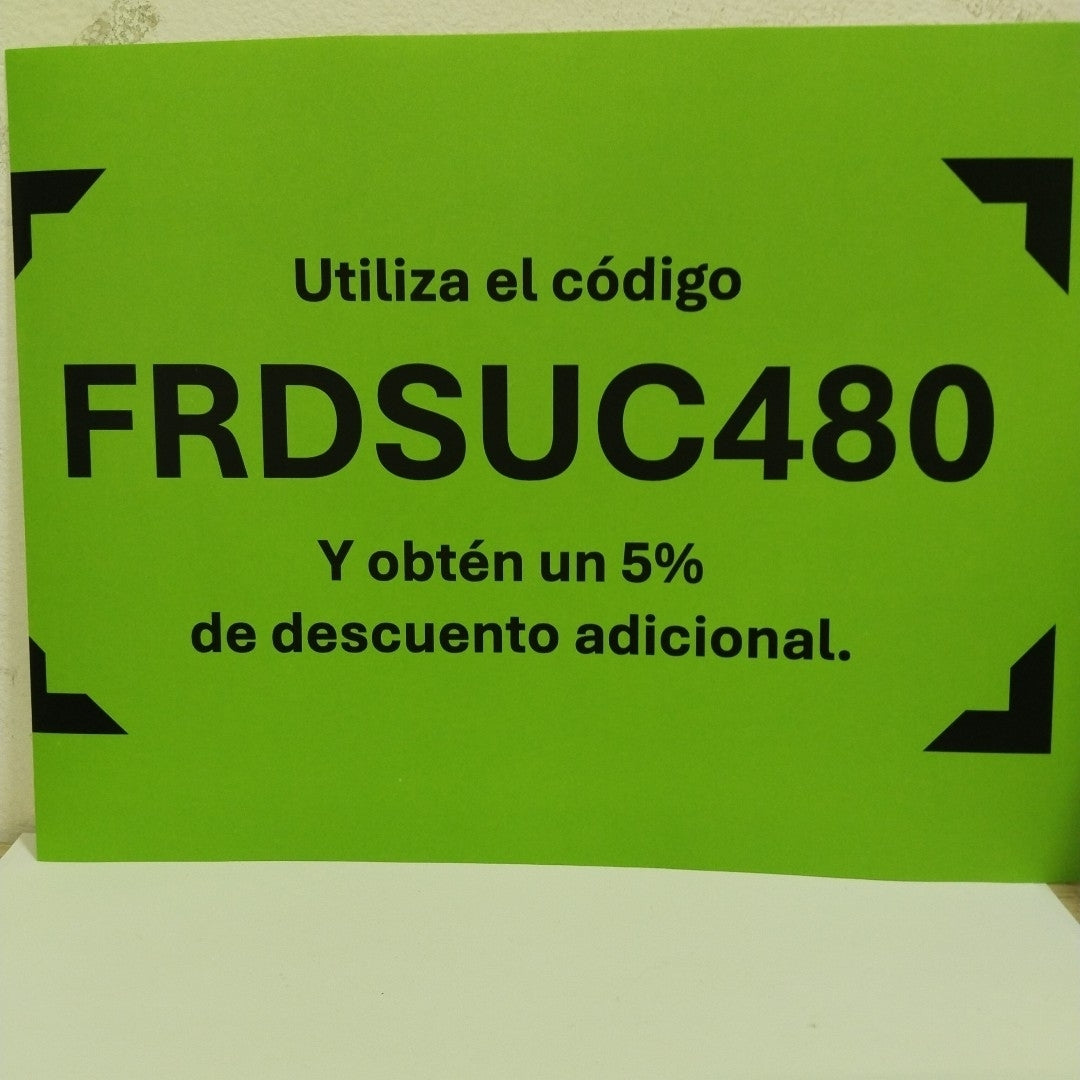 Utiliza el código
FRDSUC480
Y obtén un 5%
de descuento adicional.